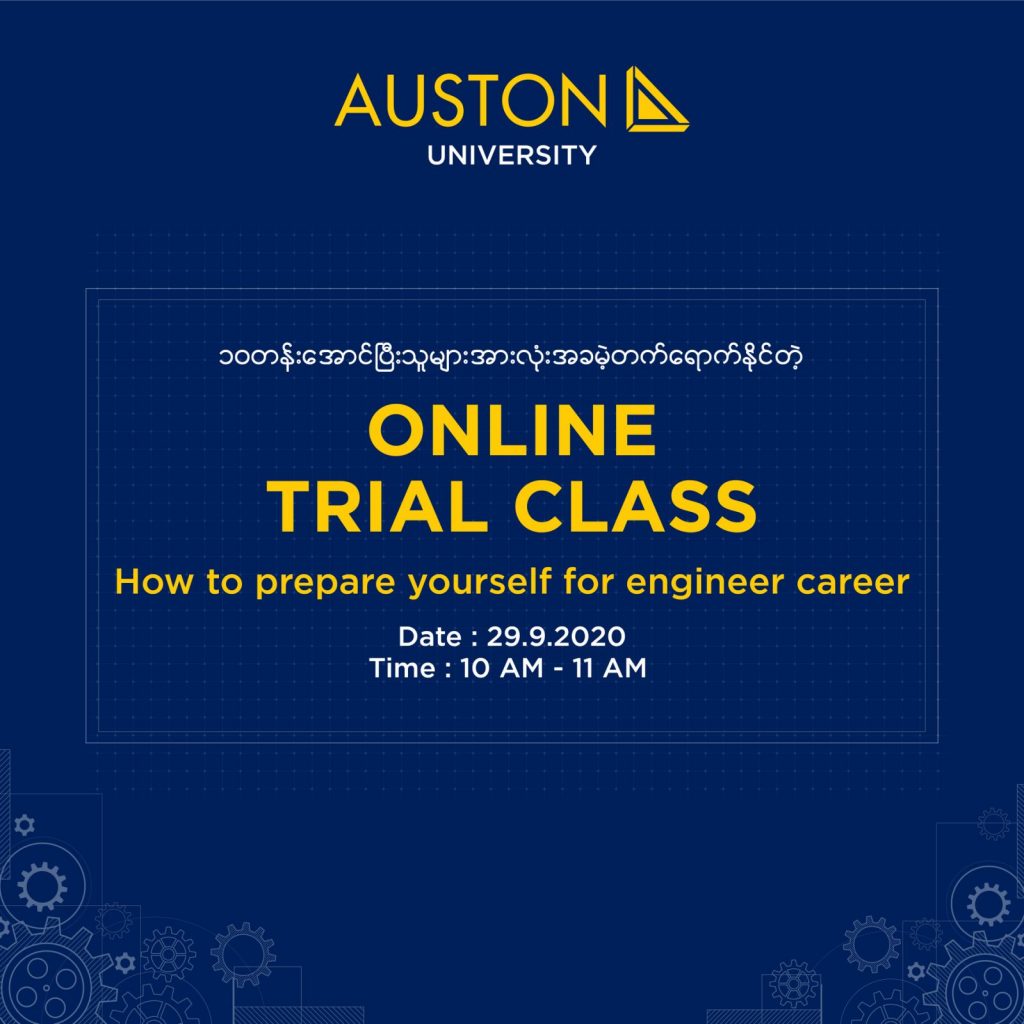 AUSTON
UNIVERSITY
၁၀တန်းအောင်ပြီးသူများအားလုံးအခမဲ့တက်ရောက်နိုင်တဲ့
ONLINE
TRIAL CLASS
How to prepare yourself for engineer career
Date : 29.9.2020
Time : 10 AM - 11 AM